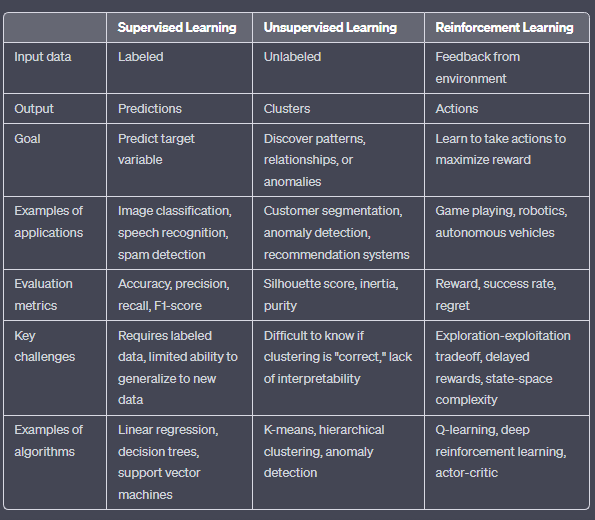 Supervised Learning Unsupervised Learning Reinforcement Learning
Input data Labeled Unlabeled Feedback from
environment
Output Predictions Clusters Actions
Goal Predict target Discover patterns, Learn to take actions to
variable relationships, or maximize reward
anomalies
Examples of Image classification, Customer segmentation, Game playing, robotics,
applications speech recognition, anomaly detection, autonomous vehicles
spam detection recommendation systems
Evaluation Accuracy, precision, Silhouette score, inertia, Reward, success rate,
metrics recall, F1-score purity regret
Key Requires labeled Difficult to know if Exploration-exploitation
challenges data, limited ability to clustering is "correct," lack tradeoff, delayed
generalize to new of interpretability rewards, state-space
data complexity
Examples of Linear regression, K-means, hierarchical Q-learning, deep
algorithms decision trees, clustering, anomaly reinforcement learning,
support vector detection actor-critic
machines